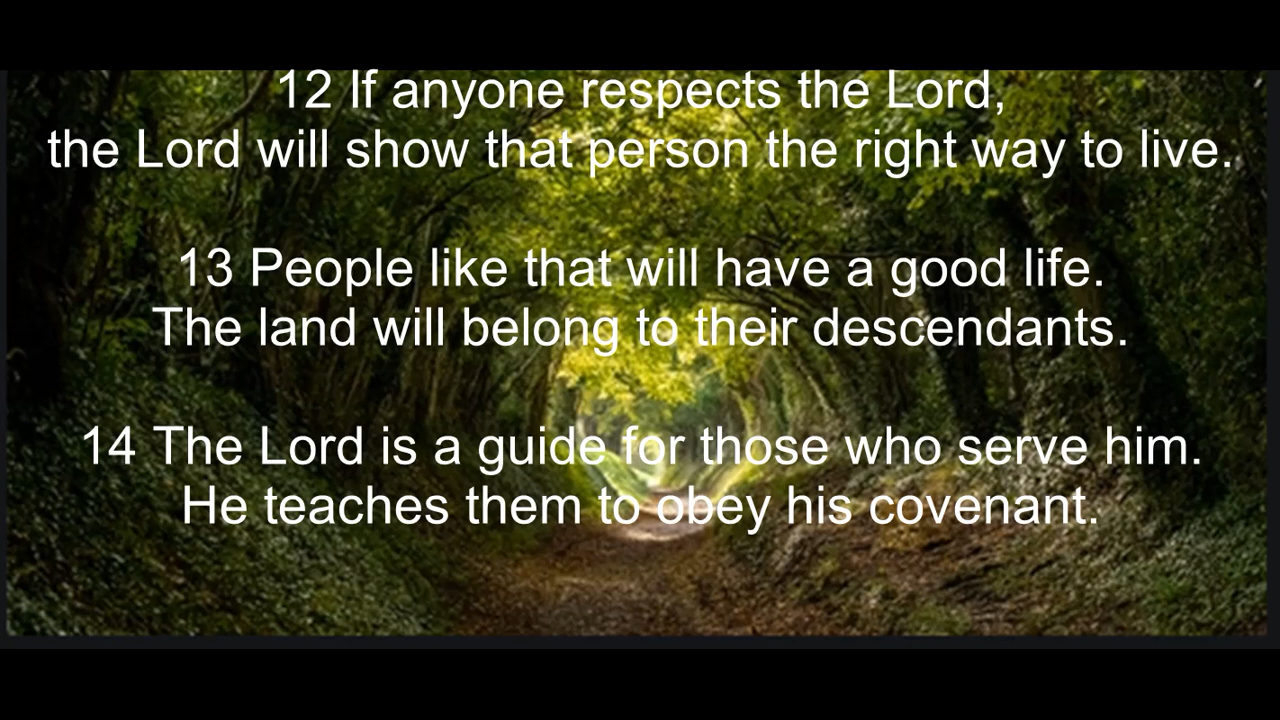 12 If anyone respects the Lord,
the Lord will show that person the right way to live.
13 People like that will have a good life.
The land will belong to their descendants.
14 The Lord is a guide for those who serve him.
He teaches them to obey his covenant.